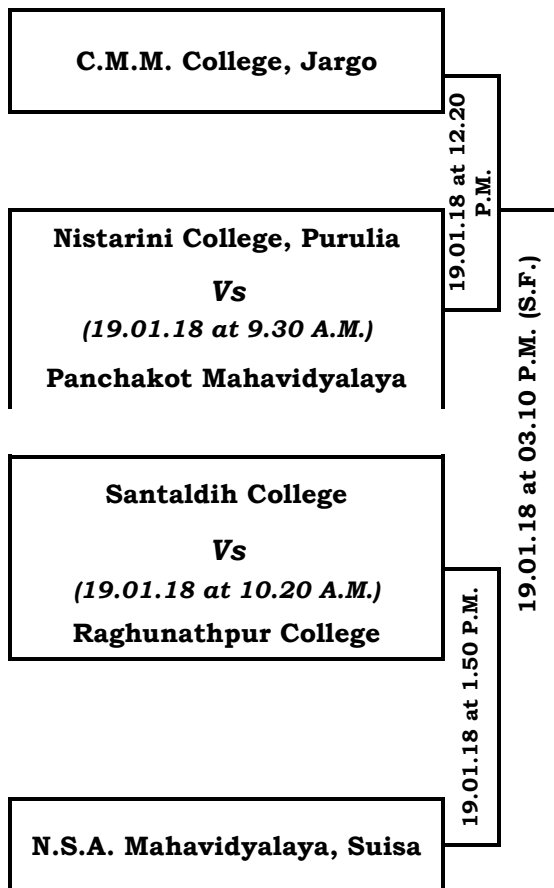 C.M.M. College, Jargo
19.01.18 at 12.20
P.M.
Nistarini College, Purulia
Vs
(19.01.18 at 9.30 A.M.)
Panchakot Mahavidyalaya
19.01.18 at 03.10 P.M. (S.F.)
Santaldih College
Vs
(19.01.18 at 10.20 A.M.)
Raghunathpur College
19.01.18 at 1.50 P.M.
N.S.A. Mahavidyalaya, Suisa